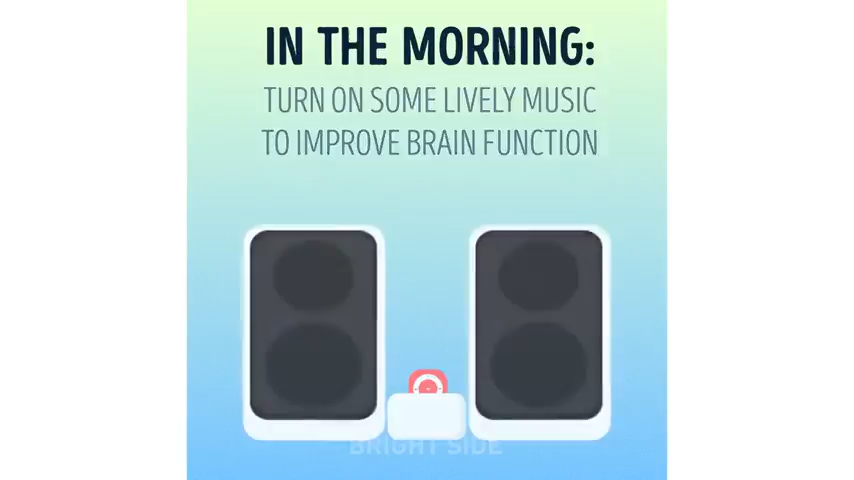 IN THE MORNING:
TURN ON SOME LIVELY MUSIC
TO IMPROVE BRAIN FUNCTION
BRIGHT SIDE